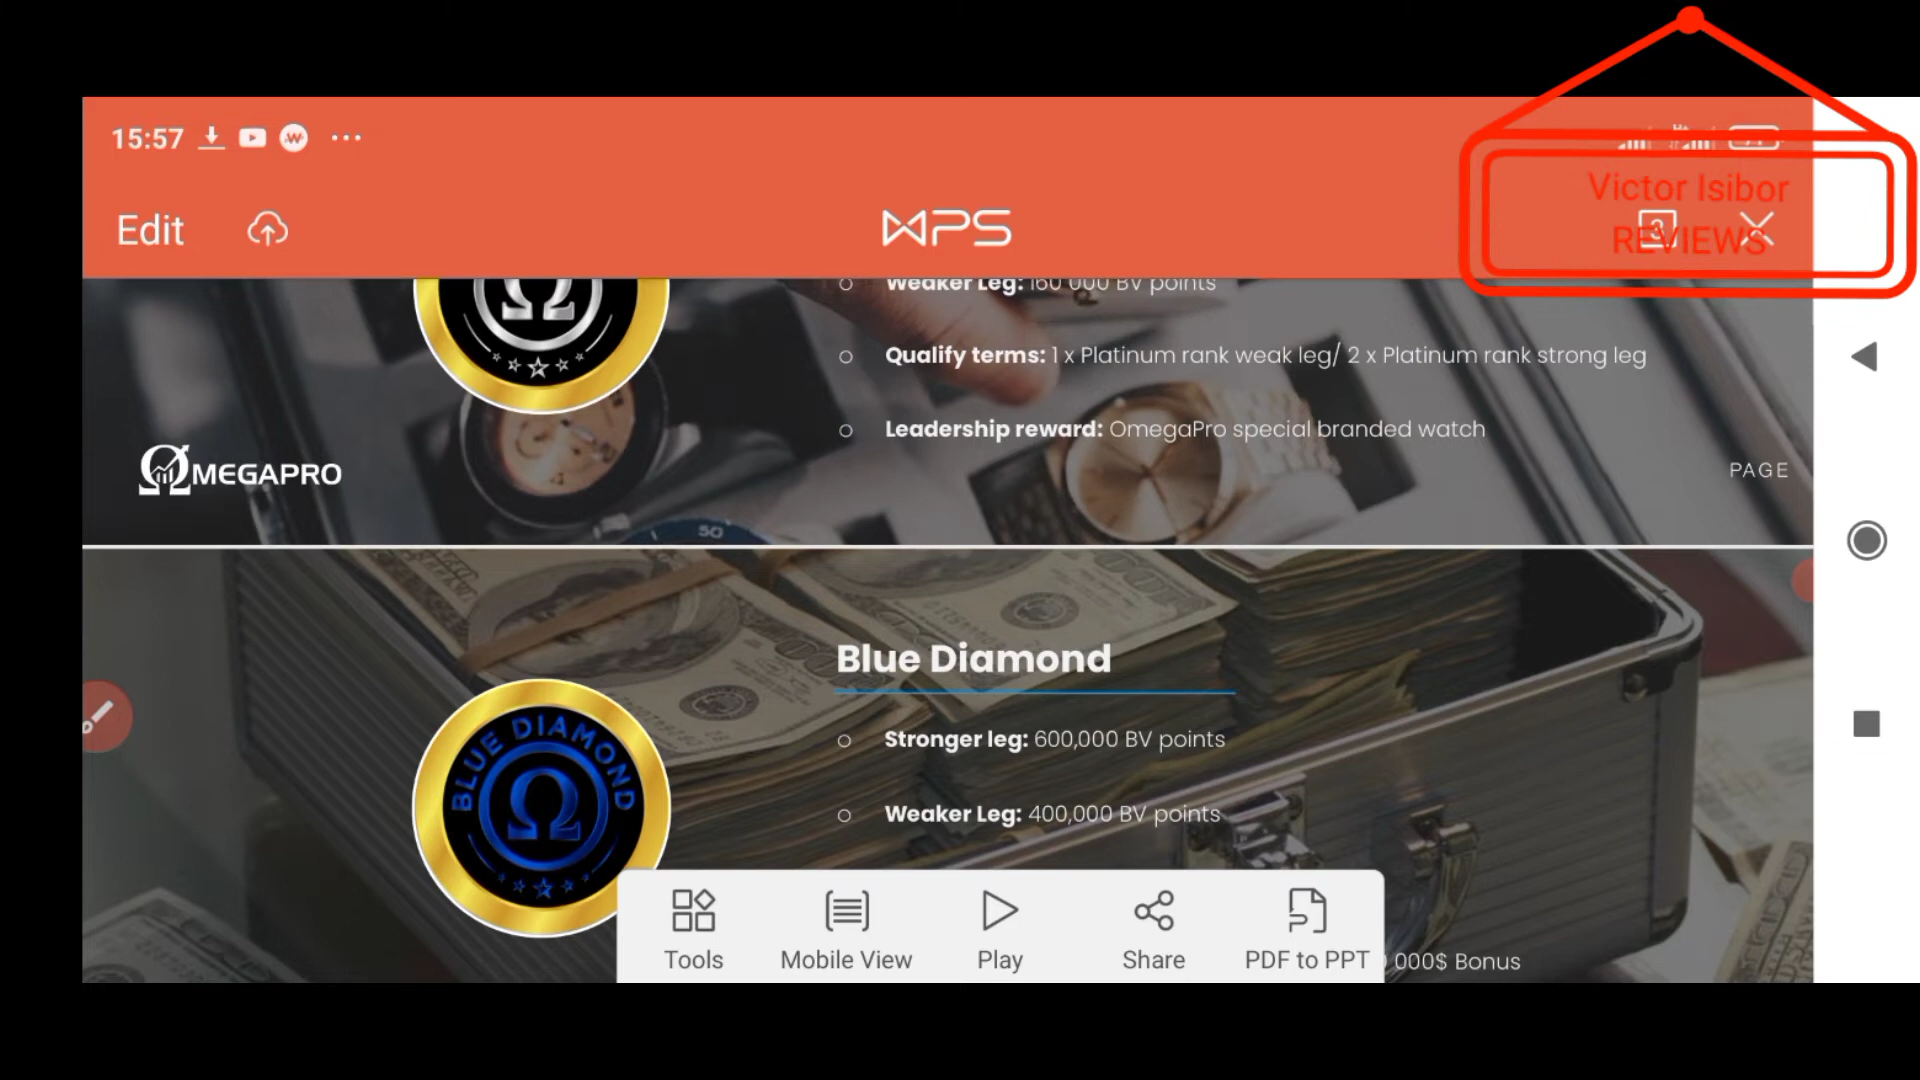 15:57
Victor Isibor
REVIEWS
Edit
WPS
3
Weaker Leg: 160 000 BV points
Qualify terms: 1 x Platinum rank weak leg/ 2 x Platinum rank strong leg
Leadership reward: OmegaPro special branded watch
ΩMEGAPRO
PAGE
50
Blue Diamond
BLUE DIAMOND
Ω
Stronger leg: 600,000 BV points
Weaker Leg: 400,000 BV points
Tools
Mobile View
Play
Share
PDF to PPT
000$ Bonus